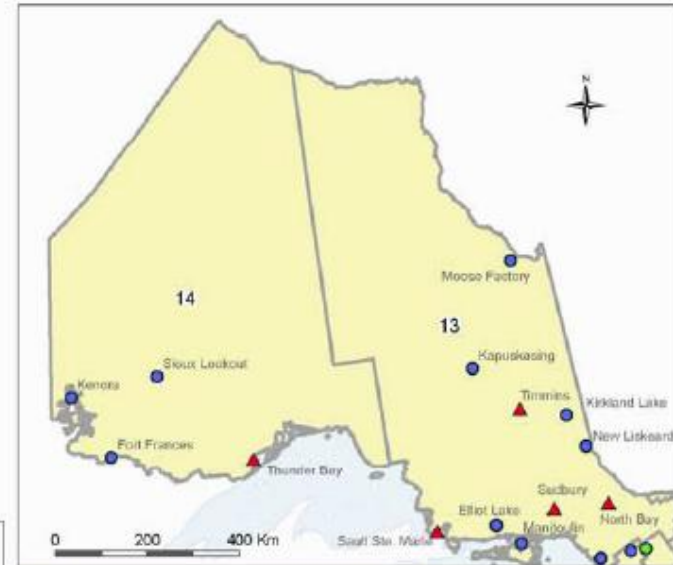 N
Moose Factory
14
13
Kapuskasing
Sioux Lookout
Kenora
Timmins
Kirkland Lake
New Liskeard
Fort Frances
Thunder Bay
Sudbury
Elliot Lake
North Bay
Manitoulin
Sault Ste. Marie
0 200 400 Km